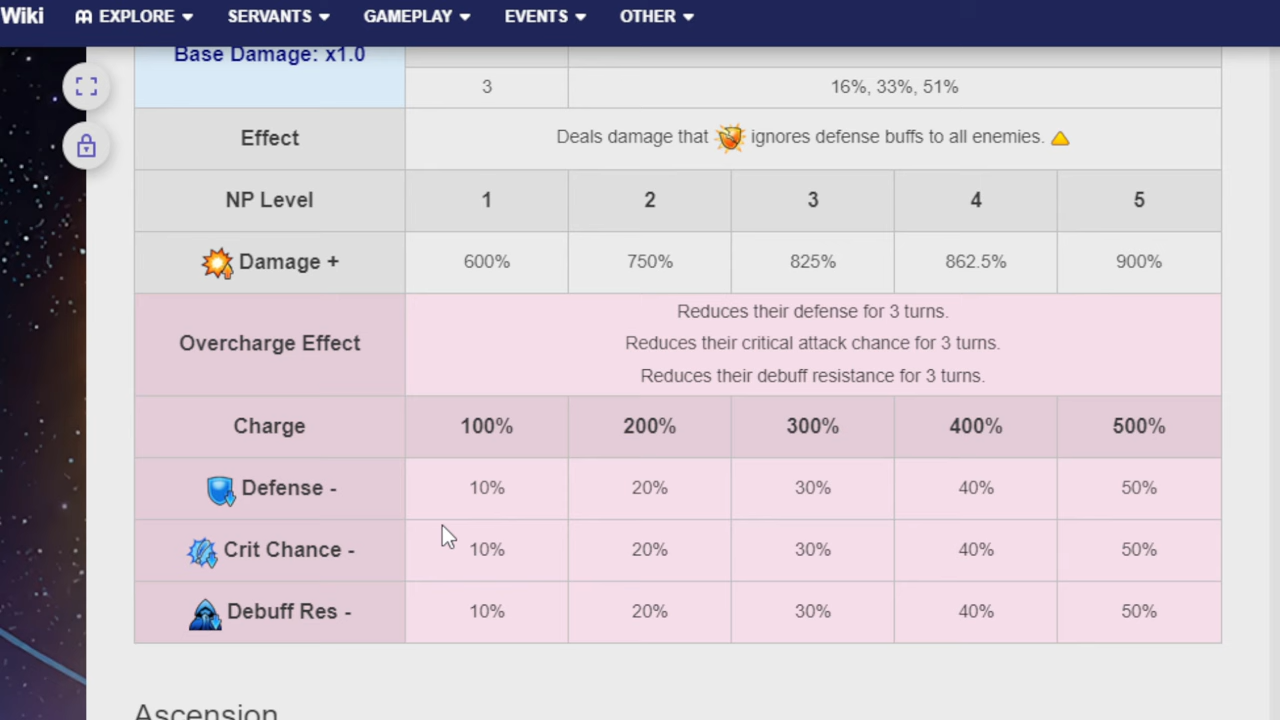 Wiki EXPLORE SERVANTS GAMEPLAY EVENTS OTHER
Base Damage: x1.0
3 16%, 33%, 51%
Effect Deals damage that ignores defense buffs to all enemies.
NP Level 1 2 3 4 5
Damage + 600% 750% 825% 862.5% 900%
Reduces their defense for 3 turns.
Overcharge Effect Reduces their critical attack chance for 3 turns.
Reduces their debuff resistance for 3 turns.
Charge 100% 200% 300% 400% 500%
Defense - 10% 20% 30% 40% 50%
Crit Chance - 10% 20% 30% 40% 50%
Debuff Res - 10% 20% 30% 40% 50%
Ascension